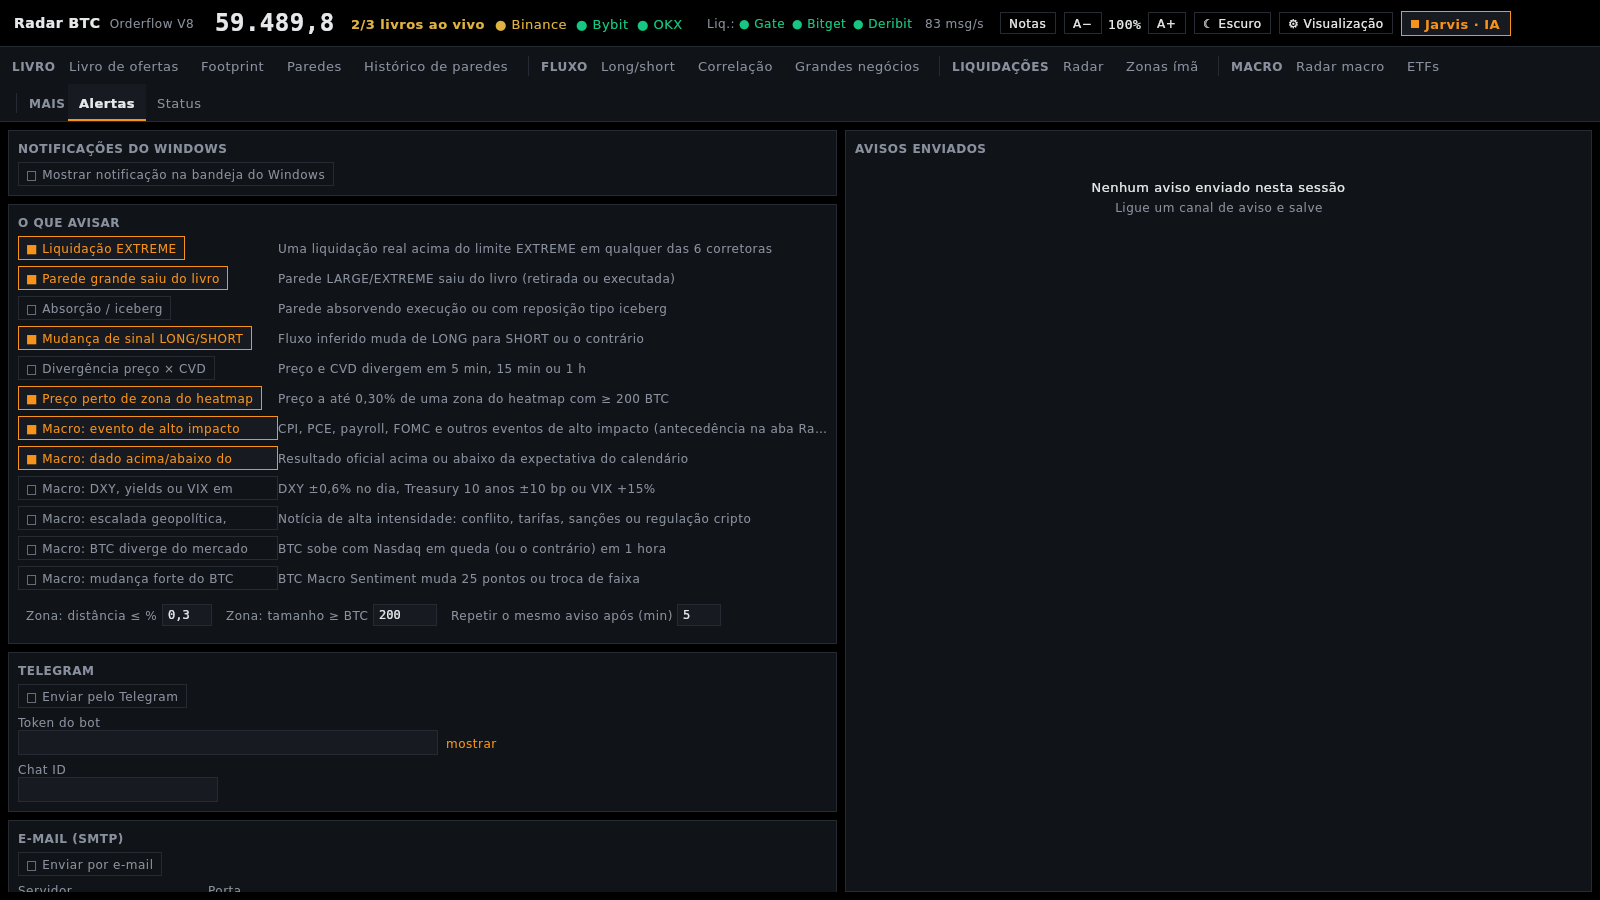 Radar BTC Orderflow V8 59.489,8 2/3 livros ao vivo ● Binance ● Bybit ● OKX Liq.: ● Gate ● Bitget ● Deribit 83 msg/s Notas A− 100% A+ ☾ Escuro ⚙ Visualização ■ Jarvis · IA
LIVRO Livro de ofertas Footprint Paredes Histórico de paredes FLUXO Long/short Correlação Grandes negócios LIQUIDAÇÕES Radar Zonas ímã MACRO Radar macro ETFs
MAIS Alertas Status
NOTIFICAÇÕES DO WINDOWS
□ Mostrar notificação na bandeja do Windows
O QUE AVISAR
■ Liquidação EXTREME Uma liquidação real acima do limite EXTREME em qualquer das 6 corretoras
■ Parede grande saiu do livro Parede LARGE/EXTREME saiu do livro (retirada ou executada)
□ Absorção / iceberg Parede absorvendo execução ou com reposição tipo iceberg
■ Mudança de sinal LONG/SHORT Fluxo inferido muda de LONG para SHORT ou o contrário
□ Divergência preço × CVD Preço e CVD divergem em 5 min, 15 min ou 1 h
■ Preço perto de zona do heatmap Preço a até 0,30% de uma zona do heatmap com ≥ 200 BTC
■ Macro: evento de alto impacto CPI, PCE, payroll, FOMC e outros eventos de alto impacto (antecedência na aba Ra…
■ Macro: dado acima/abaixo do Resultado oficial acima ou abaixo da expectativa do calendário
□ Macro: DXY, yields ou VIX em DXY ±0,6% no dia, Treasury 10 anos ±10 bp ou VIX +15%
□ Macro: escalada geopolítica, Notícia de alta intensidade: conflito, tarifas, sanções ou regulação cripto
□ Macro: BTC diverge do mercado BTC sobe com Nasdaq em queda (ou o contrário) em 1 hora
□ Macro: mudança forte do BTC BTC Macro Sentiment muda 25 pontos ou troca de faixa
Zona: distância ≤ % 0,3 Zona: tamanho ≥ BTC 200 Repetir o mesmo aviso após (min) 5
TELEGRAM
□ Enviar pelo Telegram
Token do bot
mostrar
Chat ID
E-MAIL (SMTP)
□ Enviar por e-mail
Servidor Porta
AVISOS ENVIADOS
Nenhum aviso enviado nesta sessão
Ligue um canal de aviso e salve